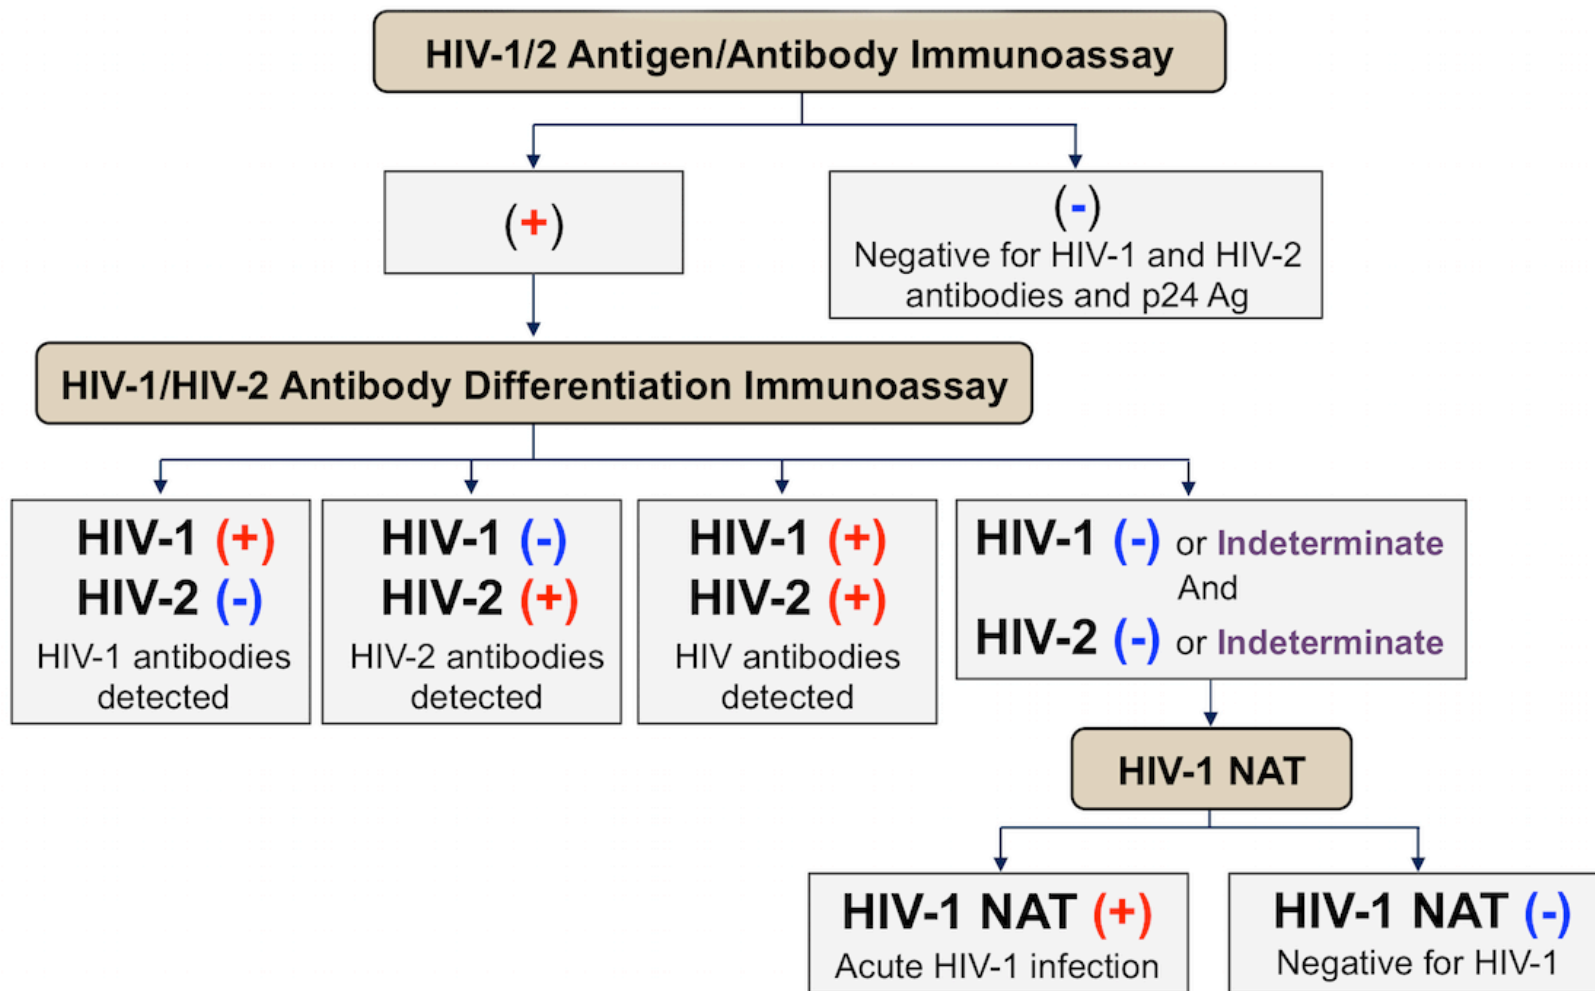 HIV-1/2 Antigen/Antibody Immunoassay
(+)
(-)
Negative for HIV-1 and HIV-2
antibodies and p24 Ag
HIV-1/HIV-2 Antibody Differentiation Immunoassay
HIV-1 (+)
HIV-2 (-)
HIV-1 antibodies
detected
HIV-1 (-)
HIV-2 (+)
HIV-2 antibodies
detected
HIV-1 (+)
HIV-2 (+)
HIV antibodies
detected
HIV-1 (-) or Indeterminate
And
HIV-2 (-) or Indeterminate
HIV-1 NAT
HIV-1 NAT (+)
Acute HIV-1 infection
HIV-1 NAT (-)
Negative for HIV-1